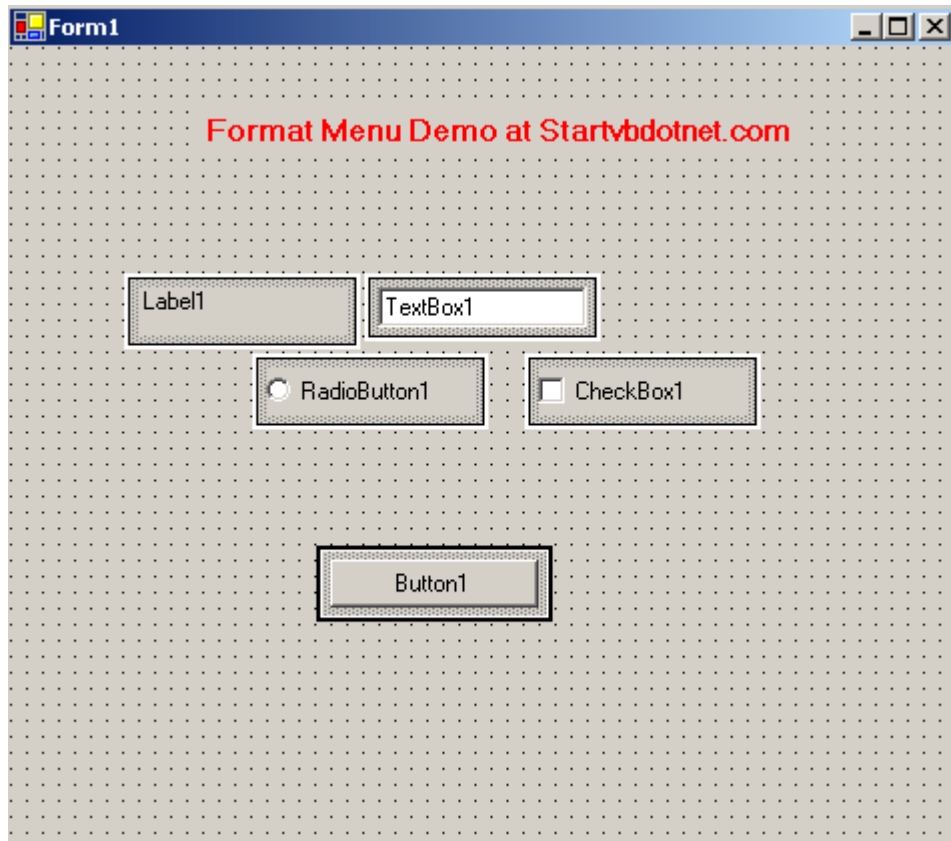 Form1
Format Menu Demo at Startvbdotnet.com
Label1
TextBox1
RadioButton1
CheckBox1
Button1